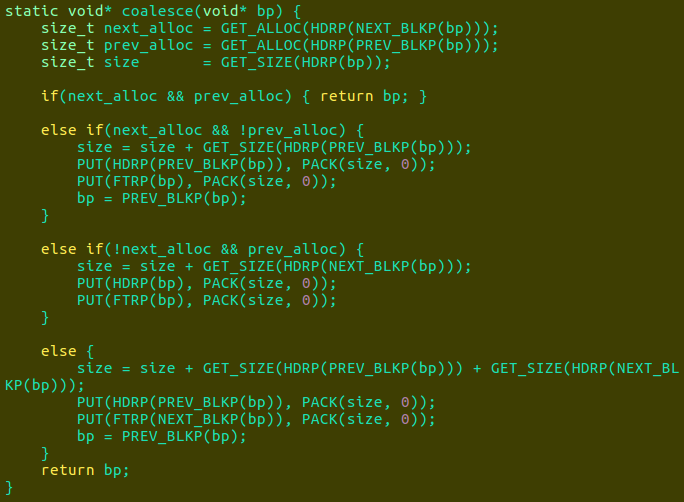 static void* coalesce(void* bp) {
    size_t next_alloc = GET_ALLOC(HDRP(NEXT_BLKP(bp)));
    size_t prev_alloc = GET_ALLOC(HDRP(PREV_BLKP(bp)));
    size_t size       = GET_SIZE(HDRP(bp));

    if(next_alloc && prev_alloc) { return bp; }

    else if(next_alloc && !prev_alloc) {
        size = size + GET_SIZE(HDRP(PREV_BLKP(bp)));
        PUT(HDRP(PREV_BLKP(bp)), PACK(size, 0));
        PUT(FTRP(bp), PACK(size, 0));
        bp = PREV_BLKP(bp);
    }

    else if(!next_alloc && prev_alloc) {
        size = size + GET_SIZE(HDRP(NEXT_BLKP(bp)));
        PUT(HDRP(bp), PACK(size, 0));
        PUT(FTRP(bp), PACK(size, 0));
    }

    else {
        size = size + GET_SIZE(HDRP(PREV_BLKP(bp))) + GET_SIZE(HDRP(NEXT_BL
KP(bp)));
        PUT(HDRP(PREV_BLKP(bp)), PACK(size, 0));
        PUT(FTRP(NEXT_BLKP(bp)), PACK(size, 0));
        bp = PREV_BLKP(bp);
    }
    return bp;
}